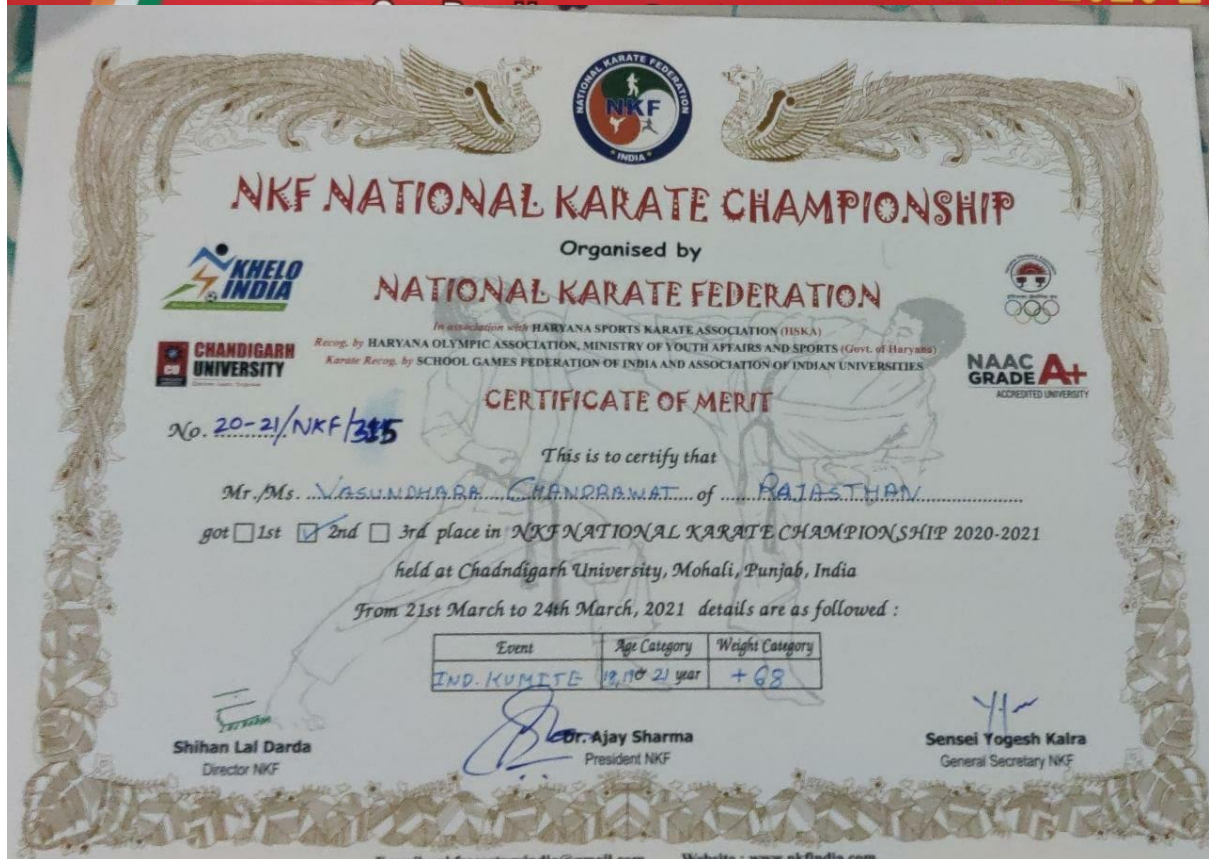 NATIONAL KARATE FEDERATION
NKF
INDIA
NKF NATIONAL KARATE CHAMPIONSHIP
Organised by
KHELO
INDIA
NATIONAL KARATE FEDERATION
In association with HARYANA SPORTS KARATE ASSOCIATION (HSKA)
Recog. by HARYANA OLYMPIC ASSOCIATION, MINISTRY OF YOUTH AFFAIRS AND SPORTS (Govt. of Haryana)
Karate Recog. by SCHOOL GAMES FEDERATION OF INDIA AND ASSOCIATION OF INDIAN UNIVERSITIES
CU
CHANDIGARH
UNIVERSITY
NAAC
GRADE A+
ACCREDITED UNIVERSITY
CERTIFICATE OF MERIT
No. 20-21/NKF/
This is to certify that
Mr./Ms. VASUNDHARA CHANDRAWAT of RAJASTHAN
got 1st 2nd 3rd place in NKF NATIONAL KARATE CHAMPIONSHIP 2020-2021
held at Chadndigarh University, Mohali, Punjab, India
From 21st March to 24th March, 2021 details are as followed :
Event Age Category Weight Category
IND. KUMITE 21 year +68
Shihan Lal Darda
Director NKF
Dr. Ajay Sharma
President NKF
Sensei Yogesh Kalra
General Secretary NKF
Website : www.nkfindia.com